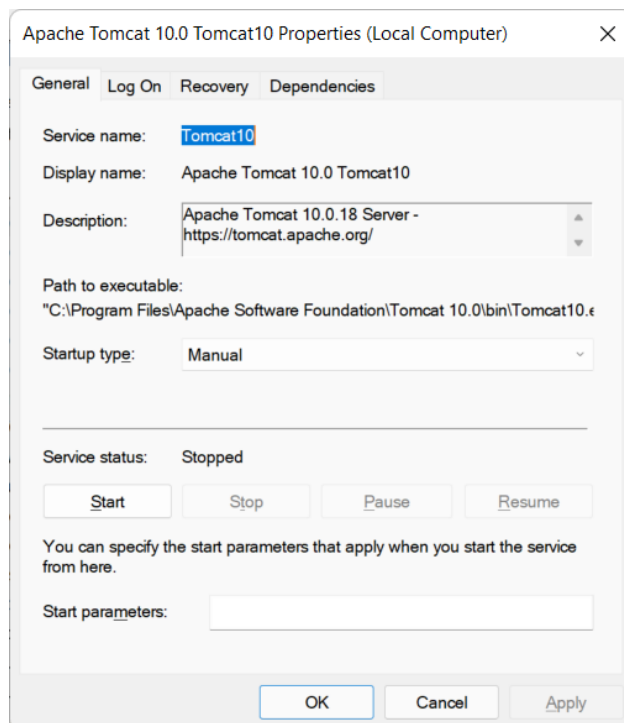 Apache Tomcat 10.0 Tomcat10 Properties (Local Computer)
General Log On Recovery Dependencies
Service name: Tomcat10
Display name: Apache Tomcat 10.0 Tomcat10
Description: Apache Tomcat 10.0.18 Server -
https://tomcat.apache.org/
Path to executable:
"C:\Program Files\Apache Software Foundation\Tomcat 10.0\bin\Tomcat10.e
Startup type: Manual
Service status: Stopped
Start Stop Pause Resume
You can specify the start parameters that apply when you start the service
from here.
Start parameters:
OK Cancel Apply